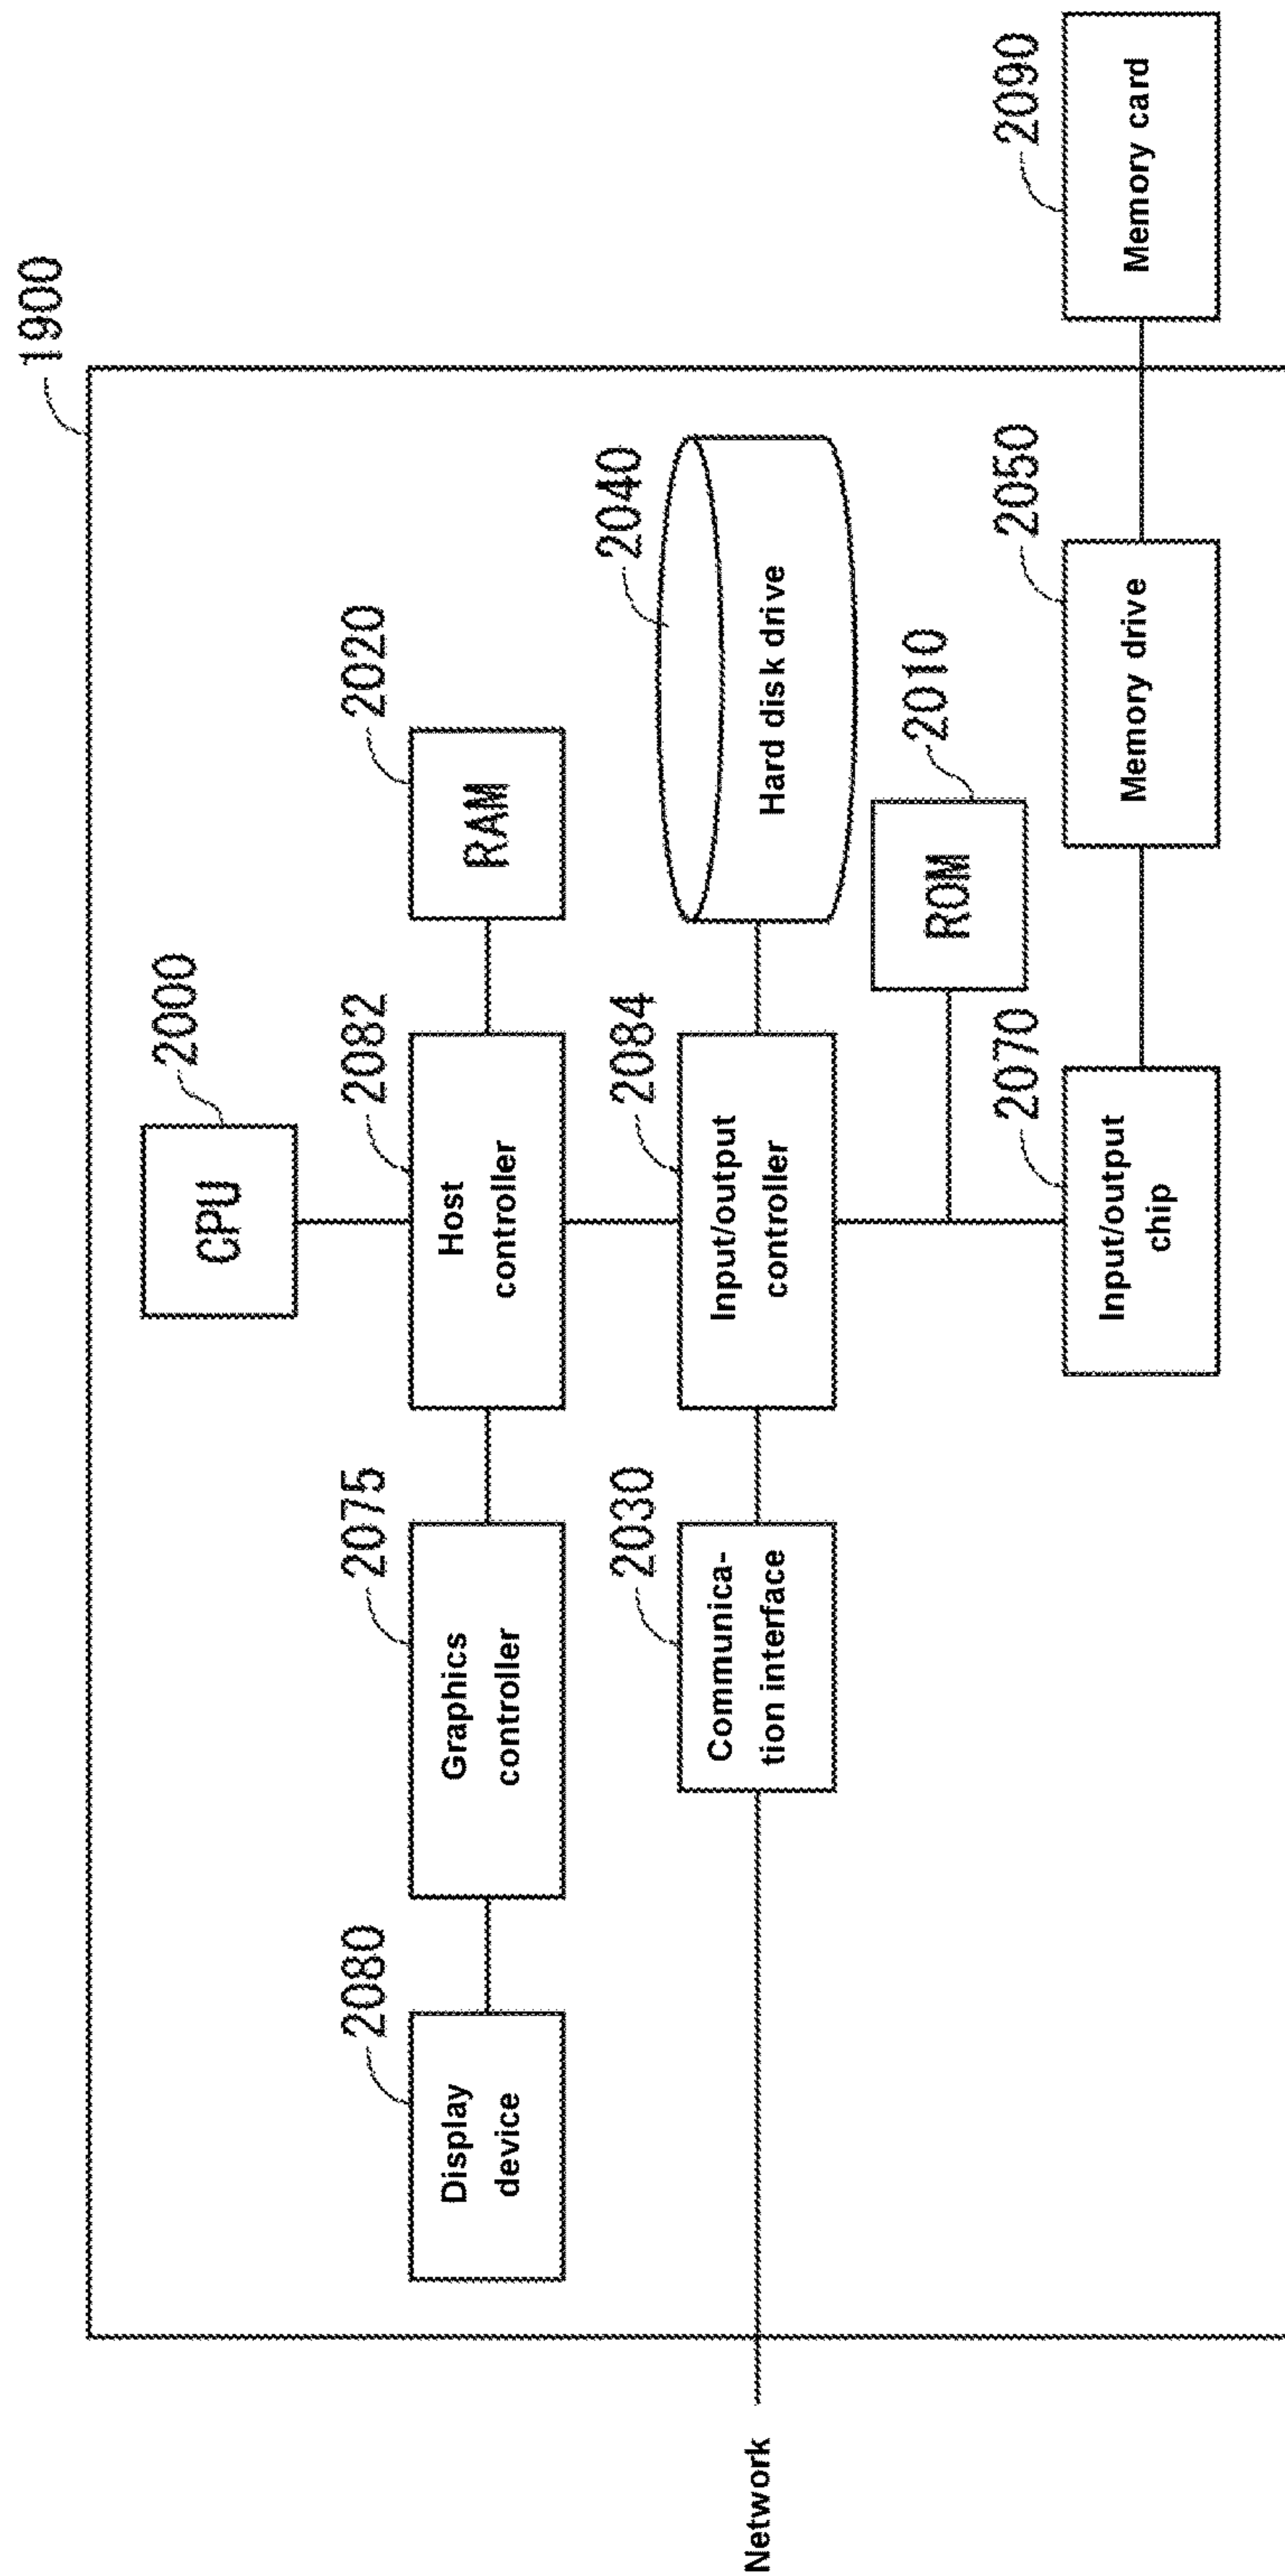 1900
2000
CPU
2080
2075
2082
2020
Display
device
Graphics
controller
Host
controller
RAM
2030
2084
2040
Communica-
tion interface
Input/output
controller
Hard disk drive
Network
2010
ROM
2070
2050
2090
Input/output
chip
Memory drive
Memory card